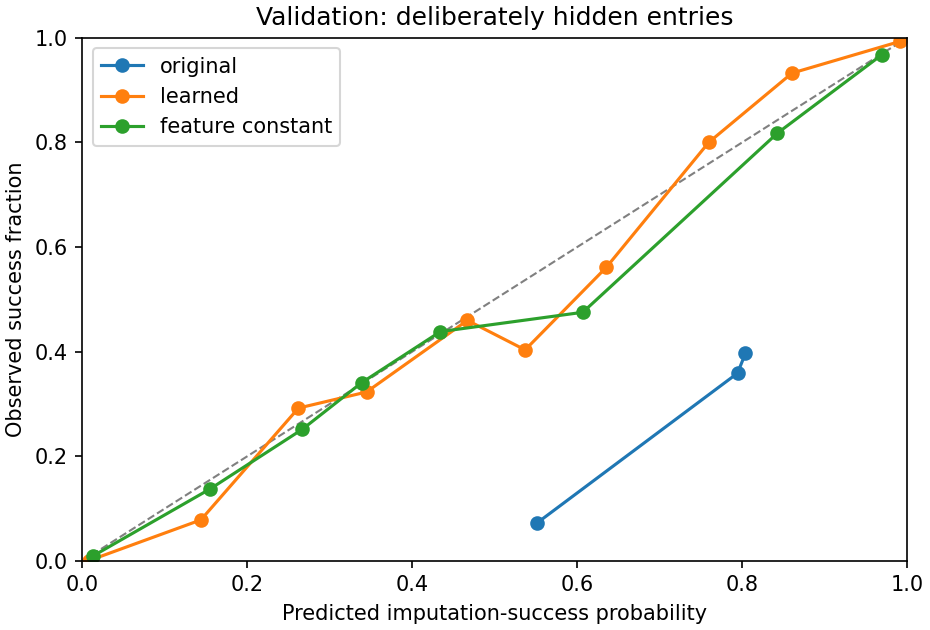 Validation: deliberately hidden entries
original
learned
feature constant
Observed success fraction
1.0
0.8
0.6
0.4
0.2
0.0
0.0 0.2 0.4 0.6 0.8 1.0
Predicted imputation-success probability